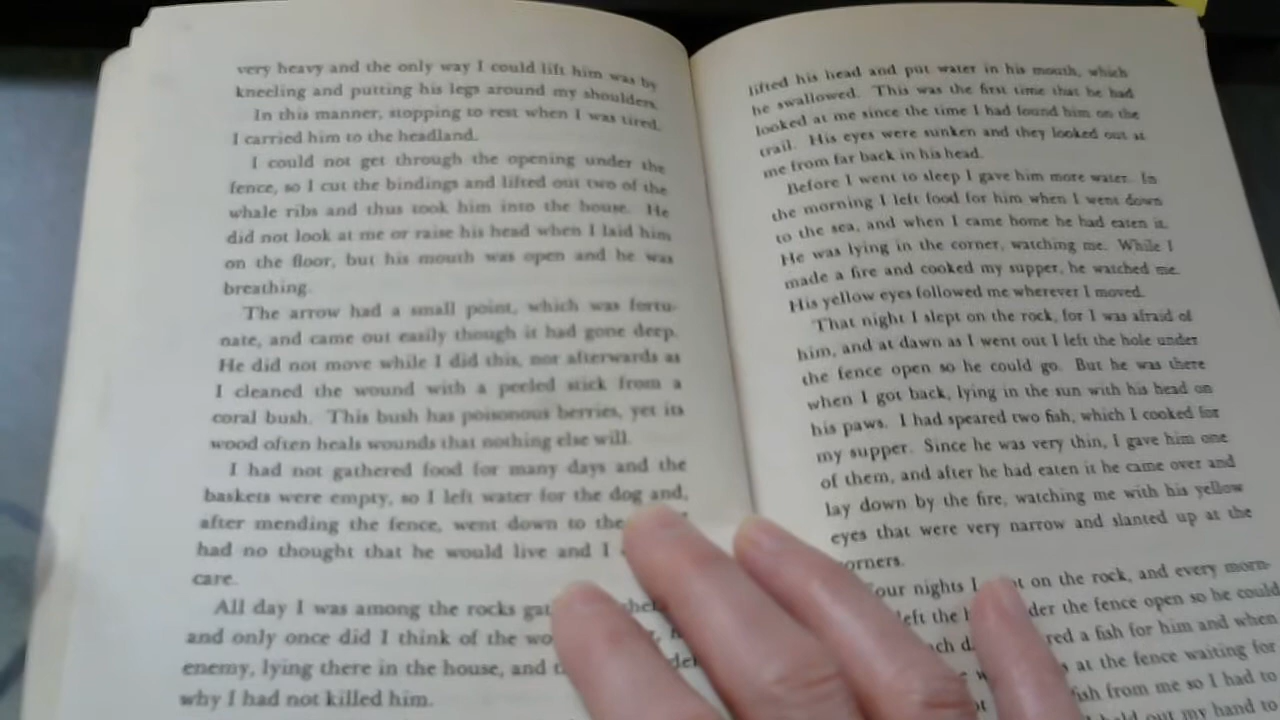 very heavy and the only way I could lift him was by
kneeling and putting his legs around my shoulders.
In this manner, stopping to rest when I was tired,
I carried him to the headland.
I could not get through the opening under the
fence, so I cut the bindings and lifted out two of the
whale ribs and thus took him into the house. He
did not look at me or raise his head when I laid him
on the floor, but his mouth was open and he was
breathing.
The arrow had a small point, which was fortu-
nate, and came out easily though it had gone deep.
He did not move while I did this, nor afterwards as
I cleaned the wound with a peeled stick from a
coral bush. This bush has poisonous berries, yet its
wood often heals wounds that nothing else will.
I had not gathered food for many days and the
baskets were empty, so I left water for the dog and,
after mending the fence, went down to the
had no thought that he would live and I
care.
All day I was among the rocks
and only once did I think of the
enemy, lying there in the house, and
why I had not killed him.
lifted his head and put water in his mouth, which
he swallowed. This was the first time that he had
looked at me since the time I had found him on the
trail. His eyes were sunken and they looked out at
me from far back in his head.
Before I went to sleep I gave him more water. In
the morning I left food for him when I went down
to the sea, and when I came home he had eaten it.
He was lying in the corner, watching me. While I
made a fire and cooked my supper, he watched me.
His yellow eyes followed me wherever I moved.
That night I slept on the rock, for I was afraid of
him, and at dawn as I went out I left the hole under
the fence open so he could go. But he was there
when I got back, lying in the sun with his head on
his paws. I had speared two fish, which I cooked for
my supper. Since he was very thin, I gave him one
of them, and after he had eaten it he came over and
lay down by the fire, watching me with his yellow
eyes that were very narrow and slanted up at the
corners.
four nights I on the rock, and every morn-
left the the fence open so he could
a fish for him and when
at the fence waiting for
fish from me so I had to
out my hand to